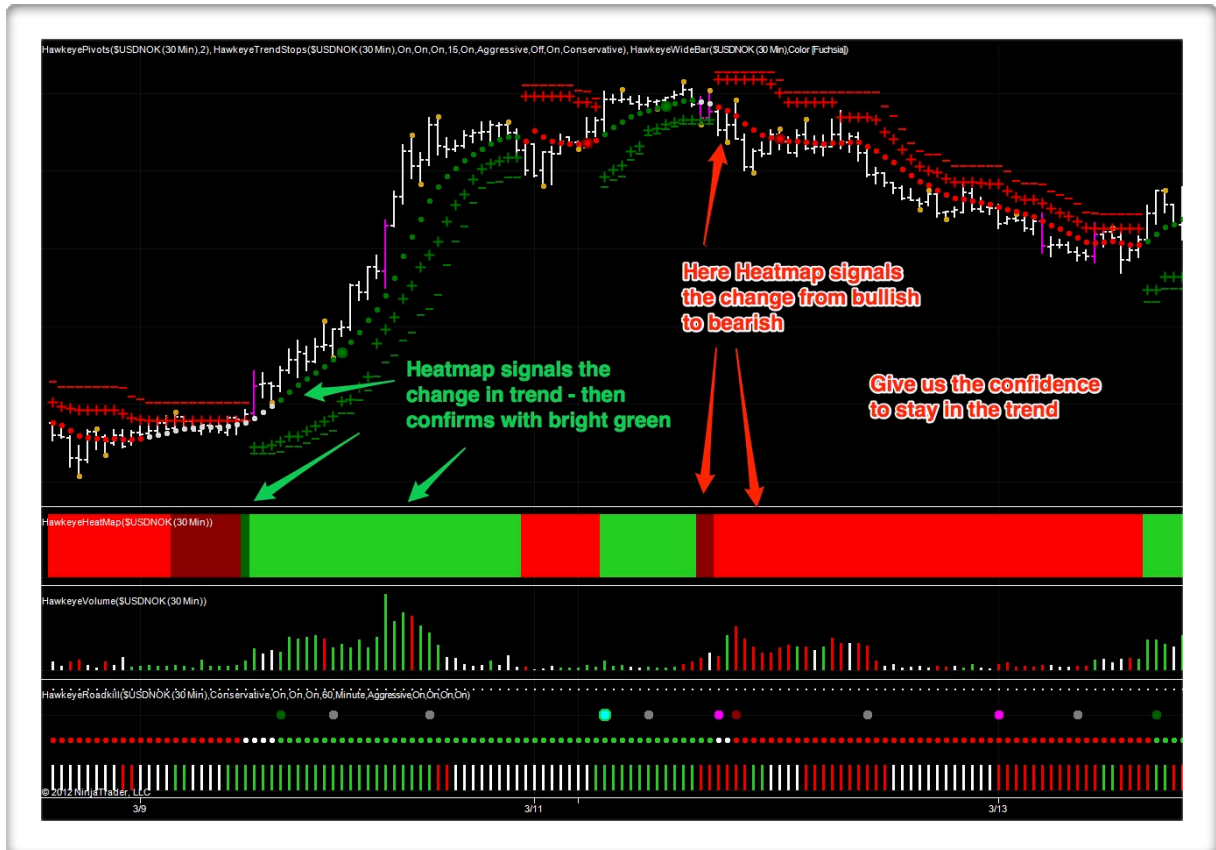 HawkeyePivots($USDNOK (30 Min),2), HawkeyeTrendStops($USDNOK (30 Min),On,On,On,15,On,Aggressive,Off,On,Conservative), HawkeyeWideBar($USDNOK (30 Min),Color [Fuchsia])
Here Heatmap signals
the change from bullish
to bearish
Heatmap signals the
change in trend - then
confirms with bright green
Give us the confidence
to stay in the trend
HawkeyeHeatMap($USDNOK (30 Min))
HawkeyeVolume($USDNOK (30 Min))
HawkeyeRoadkill($USDNOK (30 Min),Conservative,On,On,On,60,Minute,Aggressive,On,On,On,On)
© 2012 NinjaTrader, LLC
3/9 3/11 3/13